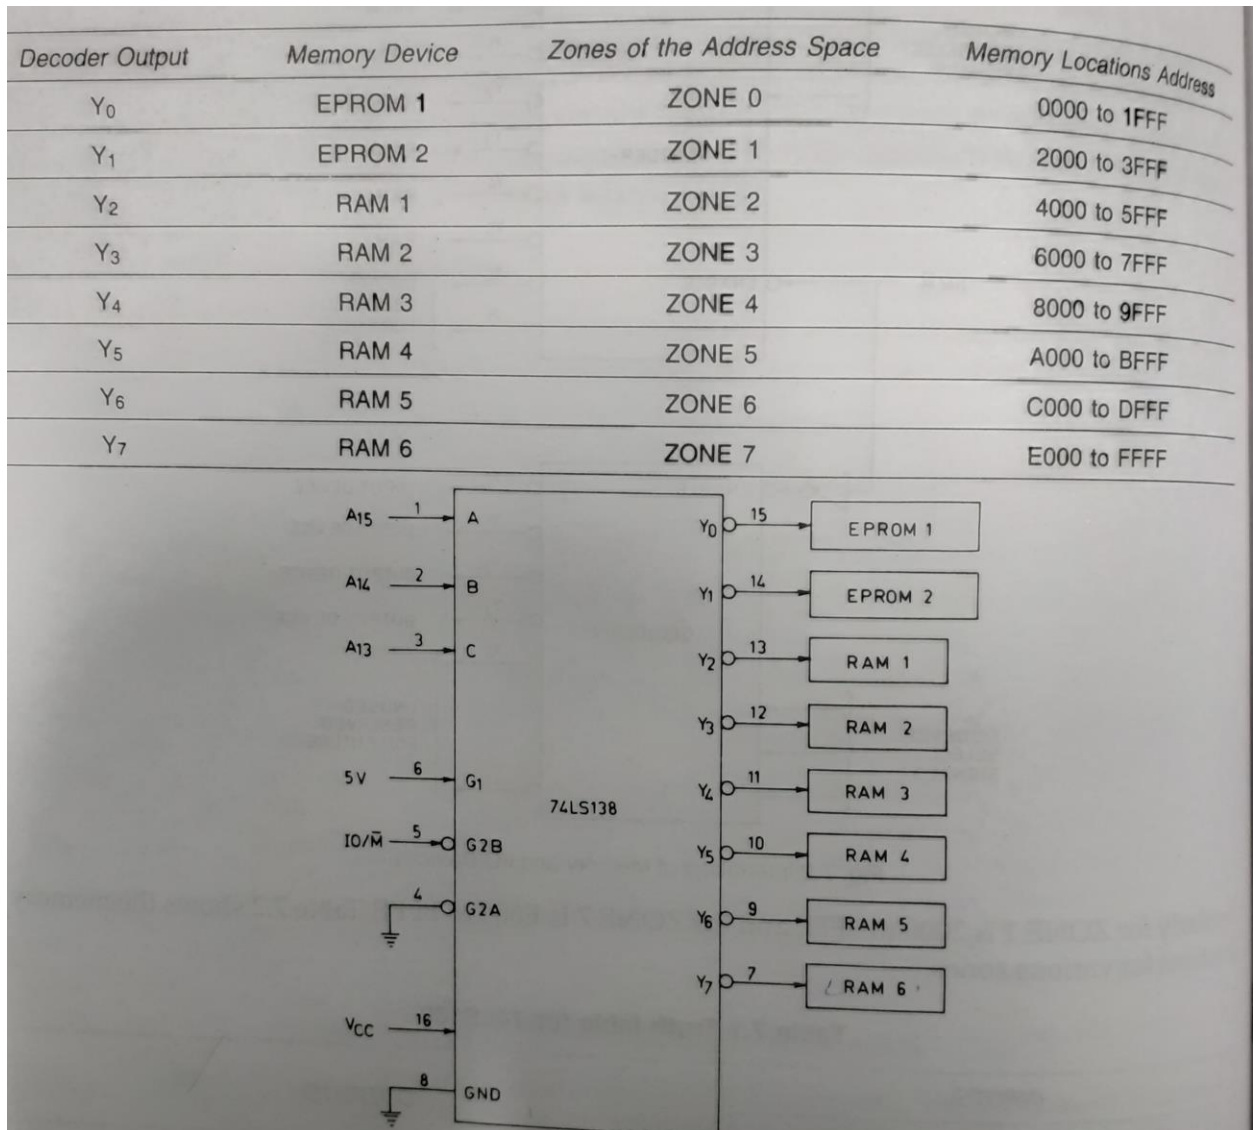 Decoder Output Memory Device Zones of the Address Space Memory Locations Address
Y0 EPROM 1 ZONE 0 0000 to 1FFF
Y1 EPROM 2 ZONE 1 2000 to 3FFF
Y2 RAM 1 ZONE 2 4000 to 5FFF
Y3 RAM 2 ZONE 3 6000 to 7FFF
Y4 RAM 3 ZONE 4 8000 to 9FFF
Y5 RAM 4 ZONE 5 A000 to BFFF
Y6 RAM 5 ZONE 6 C000 to DFFF
Y7 RAM 6 ZONE 7 E000 to FFFF
A15 1 A Y0 15 EPROM 1
A14 2 B Y1 14 EPROM 2
A13 3 C Y2 13 RAM 1
Y3 12 RAM 2
5V 6 G1 Y4 11 RAM 3
74LS138
IO/M̅ 5 G2B Y5 10 RAM 4
4 G2A Y6 9 RAM 5
Y7 7 RAM 6
VCC 16
8 GND